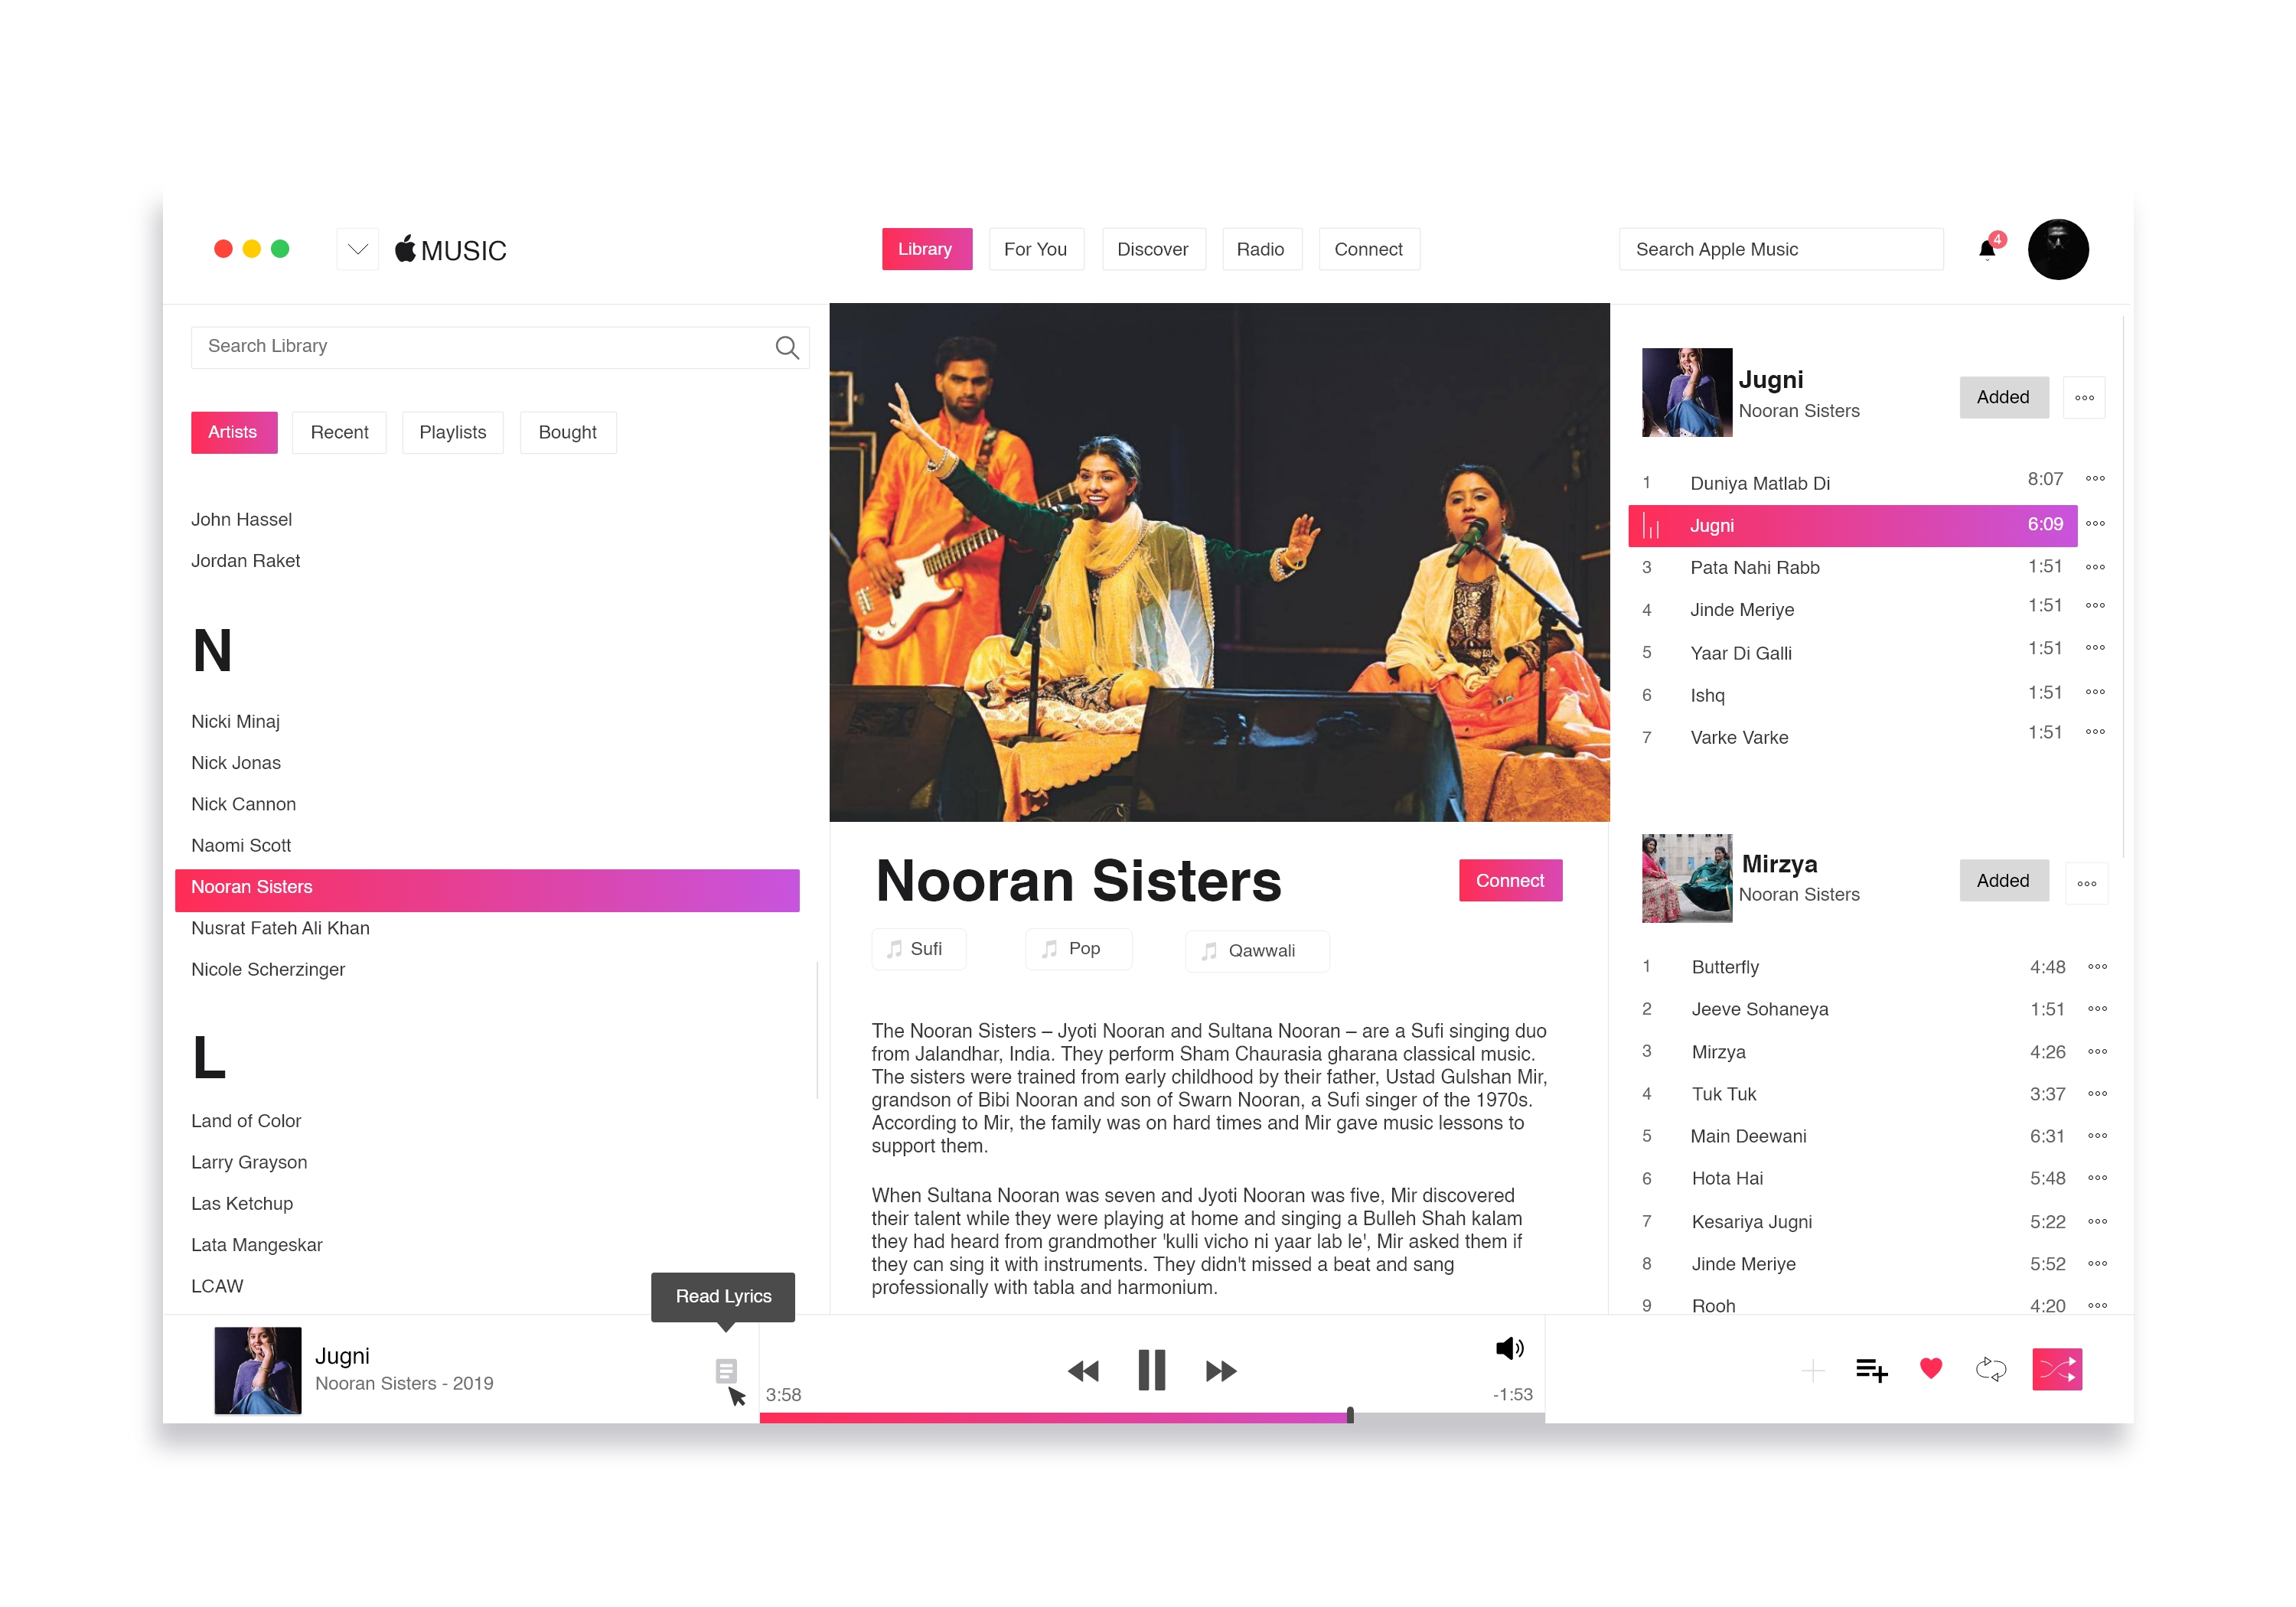 MUSIC
Library
For You
Discover
Radio
Connect
Search Apple Music
4
Search Library
Artists
Recent
Playlists
Bought
John Hassel
Jordan Raket
N
Nicki Minaj
Nick Jonas
Nick Cannon
Naomi Scott
Nooran Sisters
Nusrat Fateh Ali Khan
Nicole Scherzinger
L
Land of Color
Larry Grayson
Las Ketchup
Lata Mangeskar
LCAW
Nooran Sisters
Connect
Sufi
Pop
Qawwali
The Nooran Sisters – Jyoti Nooran and Sultana Nooran – are a Sufi singing duo
from Jalandhar, India. They perform Sham Chaurasia gharana classical music.
The sisters were trained from early childhood by their father, Ustad Gulshan Mir,
grandson of Bibi Nooran and son of Swarn Nooran, a Sufi singer of the 1970s.
According to Mir, the family was on hard times and Mir gave music lessons to
support them.
When Sultana Nooran was seven and Jyoti Nooran was five, Mir discovered
their talent while they were playing at home and singing a Bulleh Shah kalam
they had heard from grandmother 'kulli vicho ni yaar lab le', Mir asked them if
they can sing it with instruments. They didn't missed a beat and sang
professionally with tabla and harmonium.
Jugni
Nooran Sisters
Added
1 Duniya Matlab Di 8:07
Jugni 6:09
3 Pata Nahi Rabb 1:51
4 Jinde Meriye 1:51
5 Yaar Di Galli 1:51
6 Ishq 1:51
7 Varke Varke 1:51
Mirzya
Nooran Sisters
Added
1 Butterfly 4:48
2 Jeeve Sohaneya 1:51
3 Mirzya 4:26
4 Tuk Tuk 3:37
5 Main Deewani 6:31
6 Hota Hai 5:48
7 Kesariya Jugni 5:22
8 Jinde Meriye 5:52
9 Rooh 4:20
Read Lyrics
Jugni
Nooran Sisters - 2019
3:58
-1:53